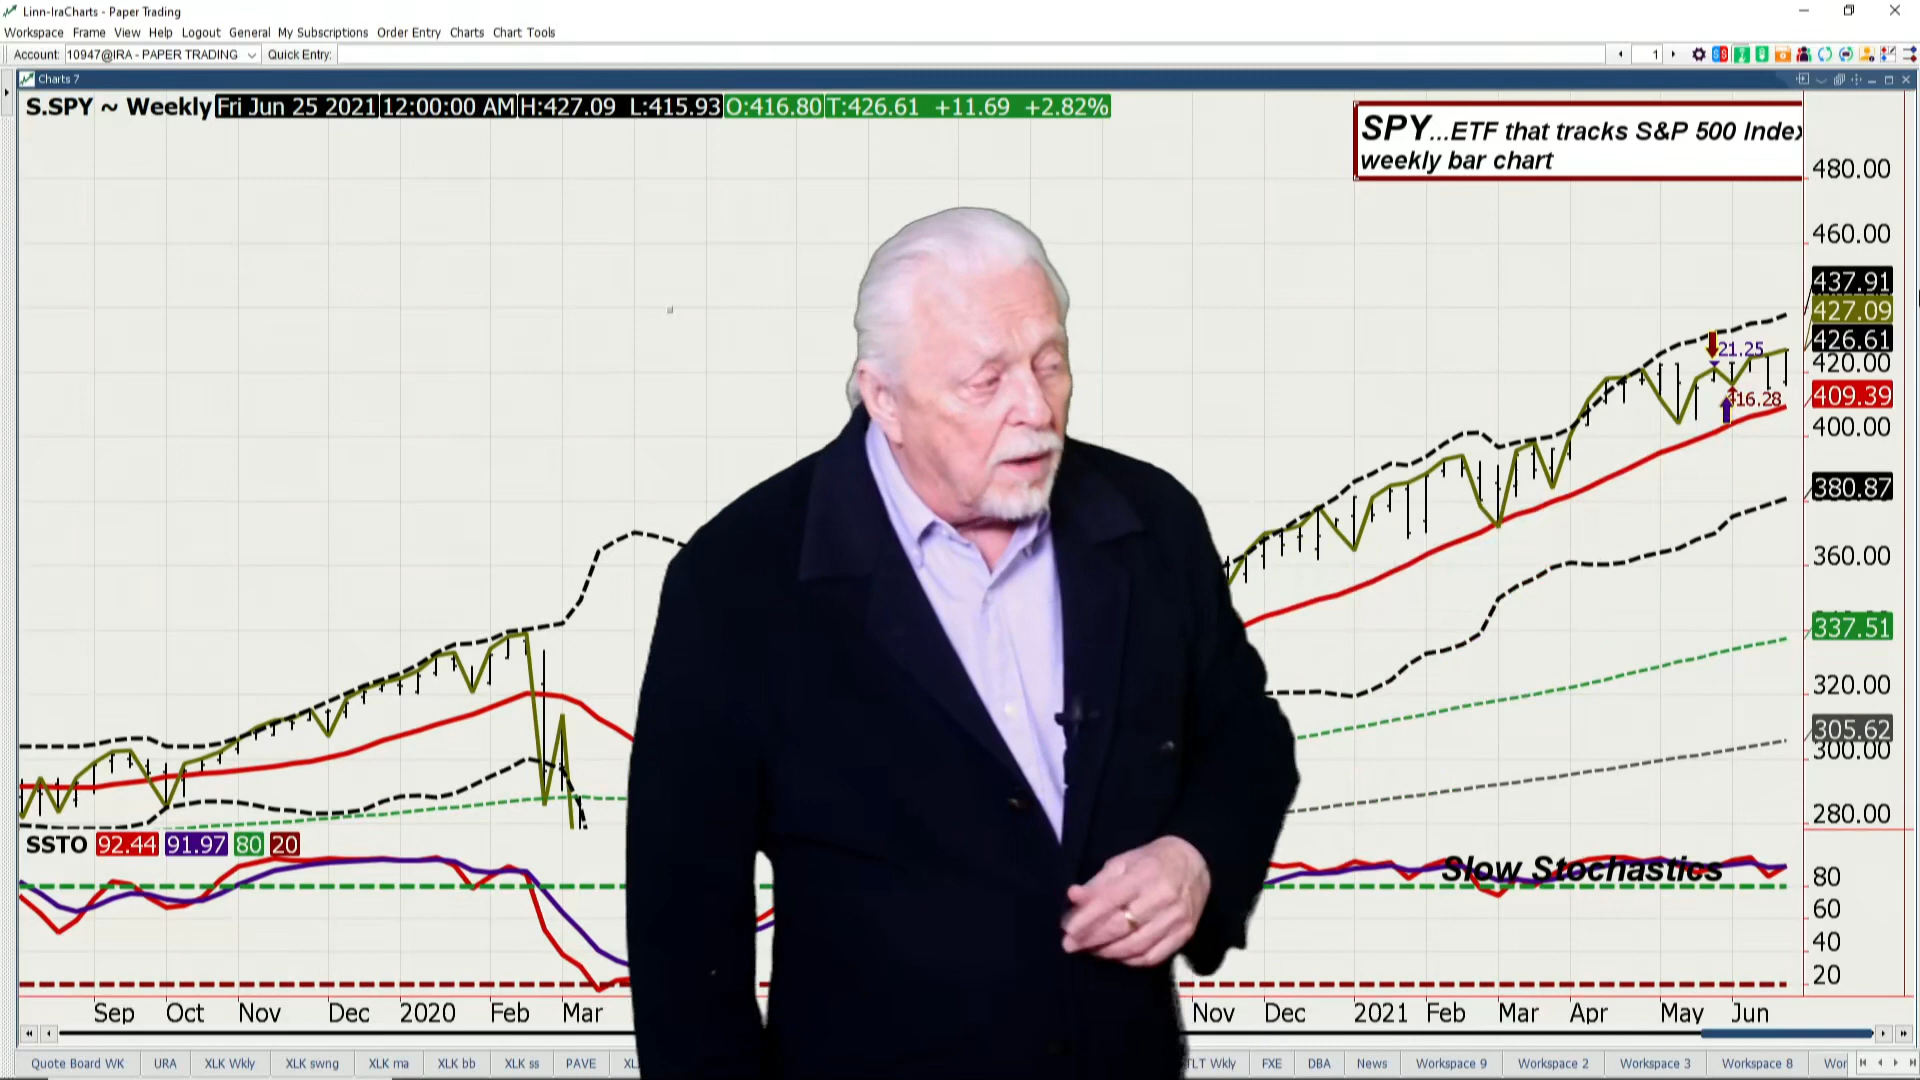 Linn-IraCharts - Paper Trading
Workspace Frame View Help Logout General My Subscriptions Order Entry Charts Chart Tools
Account: 10947@IRA - PAPER TRADING Quick Entry: 1
Charts 7
S.SPY ~ Weekly Fri Jun 25 2021 12:00:00 AM H:427.09 L:415.93 O:416.80 T:426.61 +11.69 +2.82%
SPY...ETF that tracks S&P 500 Index
weekly bar chart
480.00
460.00
437.91
427.09
426.61
21.25
420.00
409.39
416.28
400.00
380.87
360.00
337.51
320.00
305.62
300.00
280.00
SSTO 92.44 91.97 80 20
Slow Stochastics
80
60
40
20
Sep Oct Nov Dec 2020 Feb Mar Nov Dec 2021 Feb Mar Apr May Jun
Quote Board WK URA XLK Wkly XLK swng XLK ma XLK bb XLK ss PAVE XL TLT Wkly FXE DBA News Workspace 9 Workspace 2 Workspace 3 Workspace 8 Wor